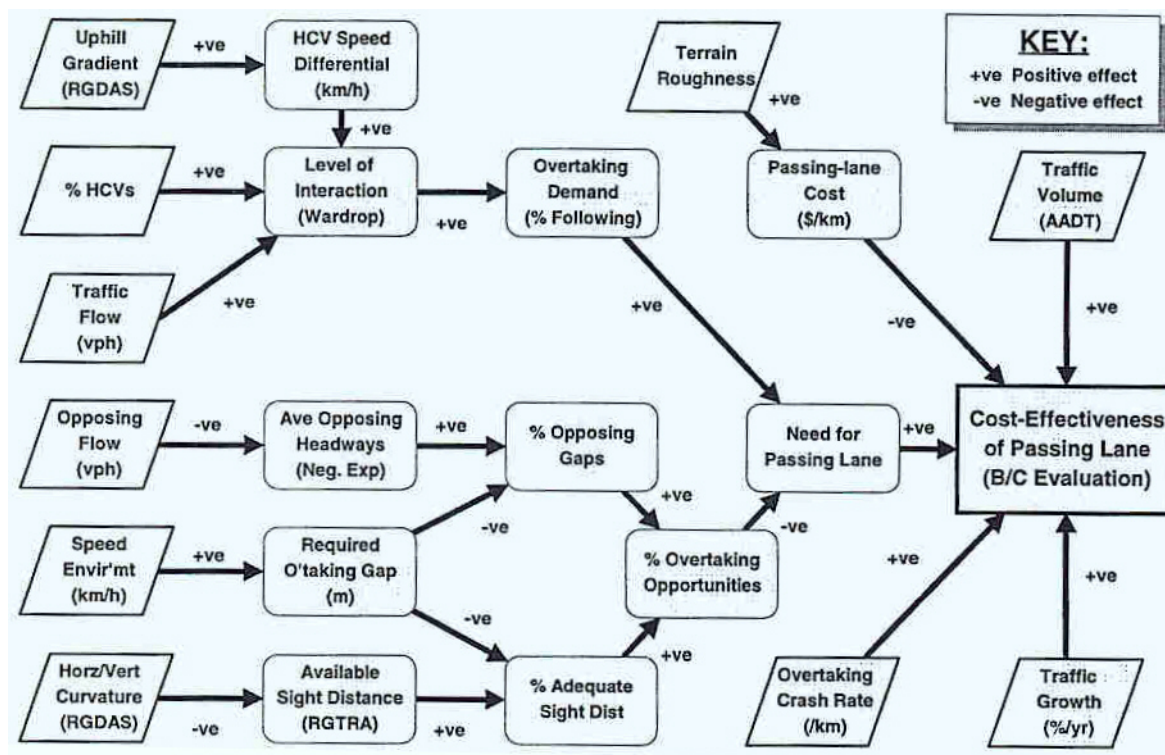 Uphill
Gradient
(RGDAS)
+ve
HCV Speed
Differential
(km/h)
+ve
Terrain
Roughness
+ve
KEY:
+ve Positive effect
-ve Negative effect
% HCVs
+ve
Level of
Interaction
(Wardrop)
+ve
Overtaking
Demand
(% Following)
Passing-lane
Cost
($/km)
Traffic
Volume
(AADT)
Traffic
Flow
(vph)
+ve
+ve
-ve
+ve
Opposing
Flow
(vph)
-ve
Ave Opposing
Headways
(Neg. Exp)
+ve
% Opposing
Gaps
Need for
Passing Lane
+ve
Cost-Effectiveness
of Passing Lane
(B/C Evaluation)
-ve
+ve
-ve
Speed
Envir'mt
(km/h)
+ve
Required
O'taking Gap
(m)
% Overtaking
Opportunities
+ve
+ve
-ve
+ve
Horz/Vert
Curvature
(RGDAS)
-ve
Available
Sight Distance
(RGTRA)
+ve
% Adequate
Sight Dist
Overtaking
Crash Rate
(/km)
Traffic
Growth
(%/yr)